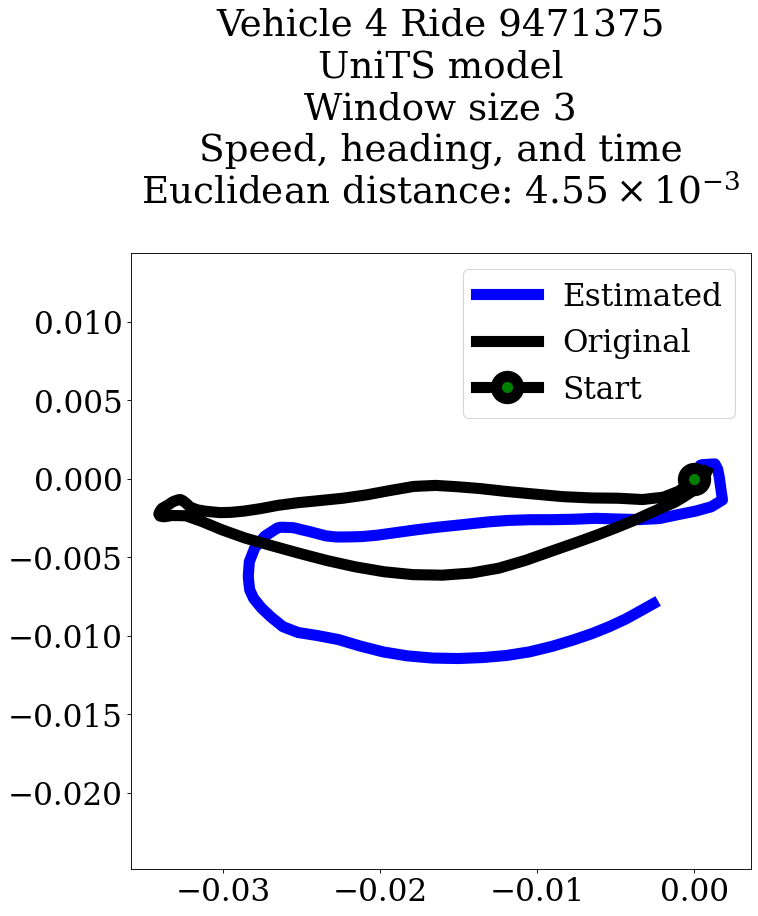 Vehicle 4 Ride 9471375
UniTS model
Window size 3
Speed, heading, and time
Euclidean distance: 4.55 × 10⁻³
Estimated
Original
Start
0.010
0.005
0.000
−0.005
−0.010
−0.015
−0.020
−0.03 −0.02 −0.01 0.00